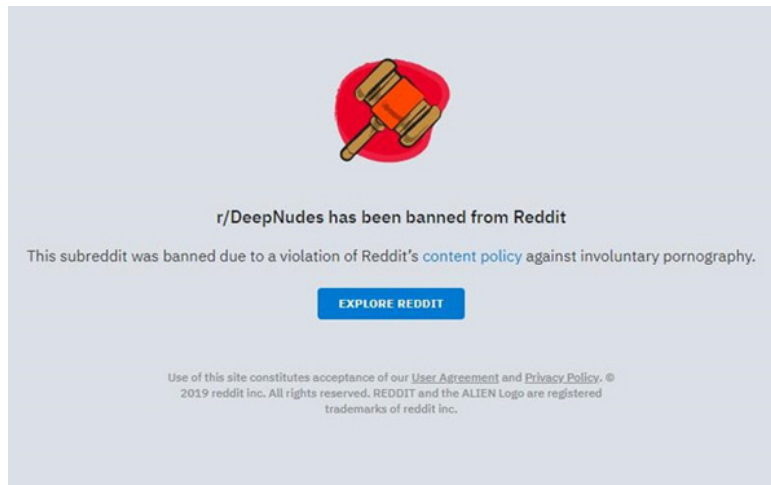 r/DeepNudes has been banned from Reddit
This subreddit was banned due to a violation of Reddit's content policy against involuntary pornography.
EXPLORE REDDIT
Use of this site constitutes acceptance of our User Agreement and Privacy Policy. ©
2019 reddit inc. All rights reserved. REDDIT and the ALIEN Logo are registered
trademarks of reddit inc.